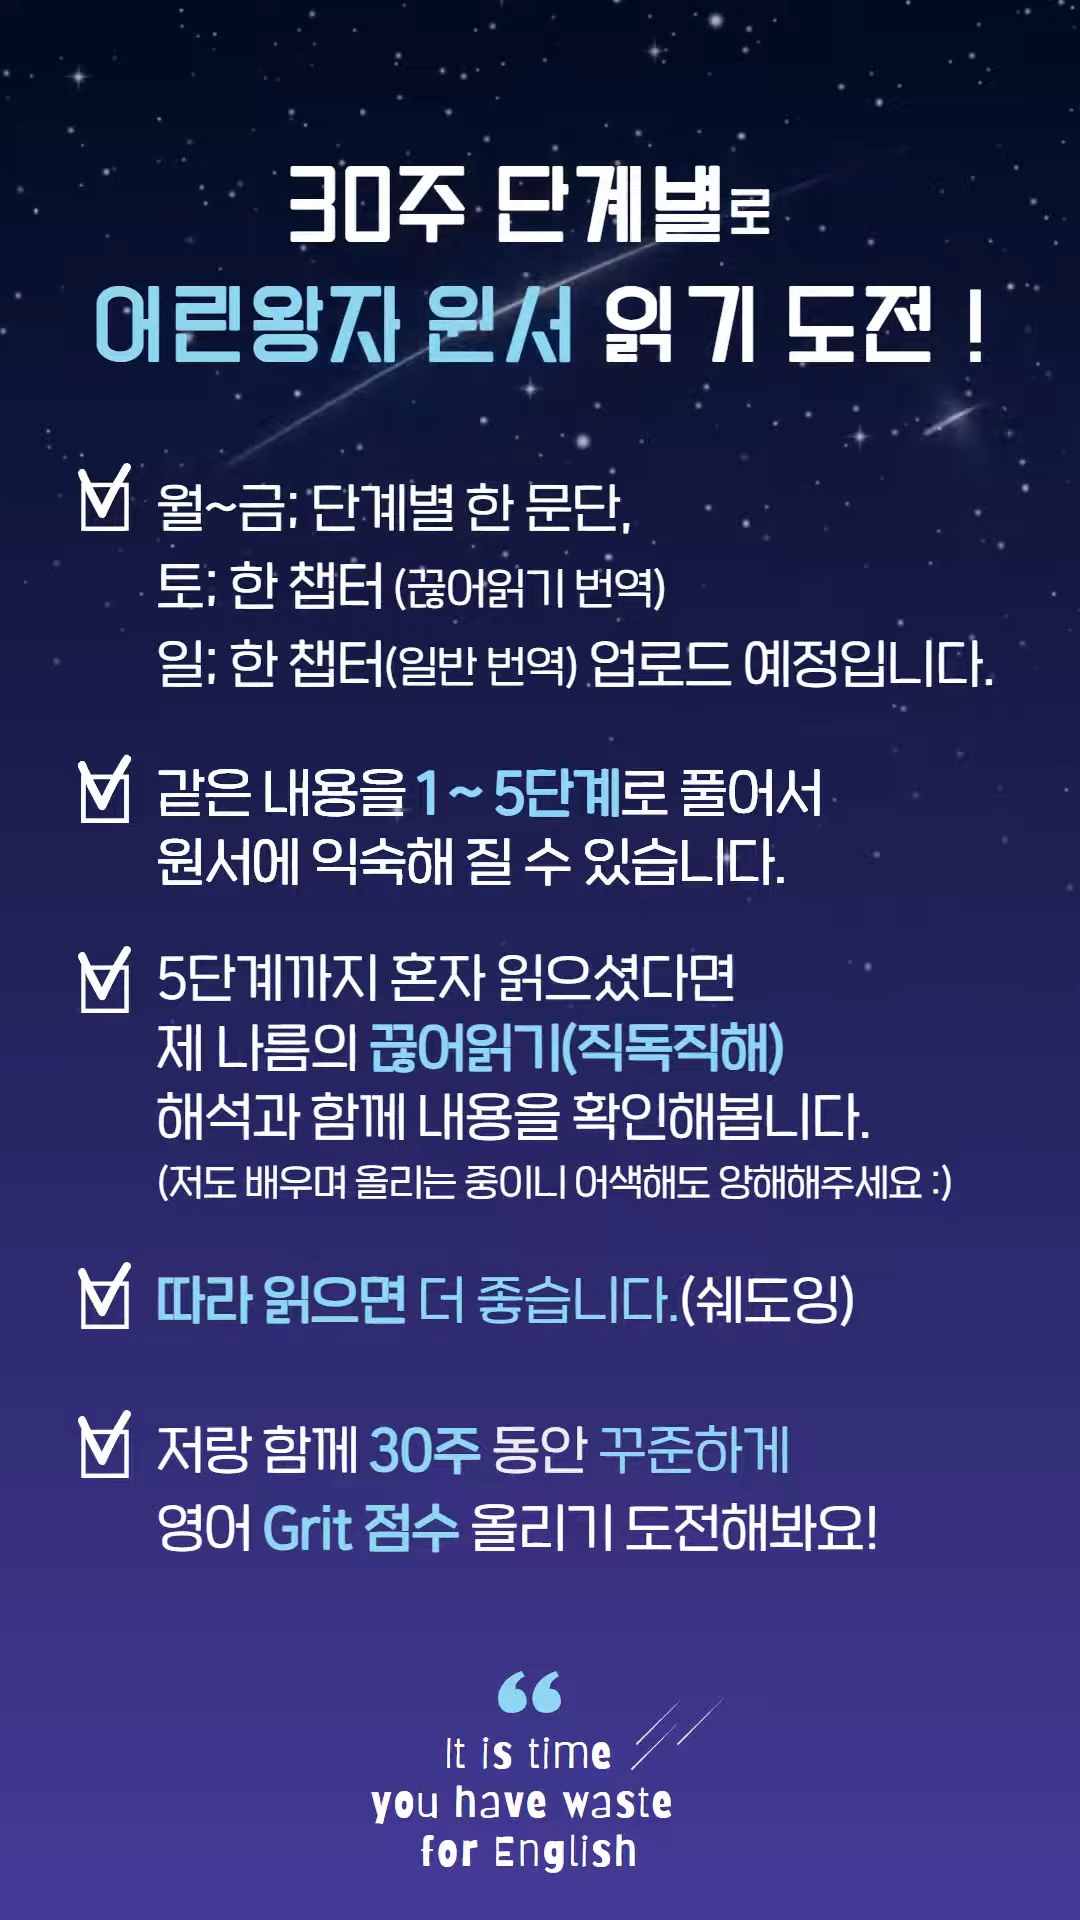 30주 단계별로
어린왕자 원서 읽기 도전 !
월~금; 단계별 한 문단,
토; 한 챕터 (끊어읽기 번역)
일; 한 챕터(일반 번역) 업로드 예정입니다.
같은 내용을 1 ~ 5단계로 풀어서
원서에 익숙해 질 수 있습니다.
5단계까지 혼자 읽으셨다면
제 나름의 끊어읽기(직독직해)
해석과 함께 내용을 확인해봅니다.
(저도 배우며 올리는 중이니 어색해도 양해해주세요 :)
따라 읽으면 더 좋습니다.(쉐도잉)
저랑 함께 30주 동안 꾸준하게
영어 Grit 점수 올리기 도전해봐요!
“
It is time
you have waste
for English